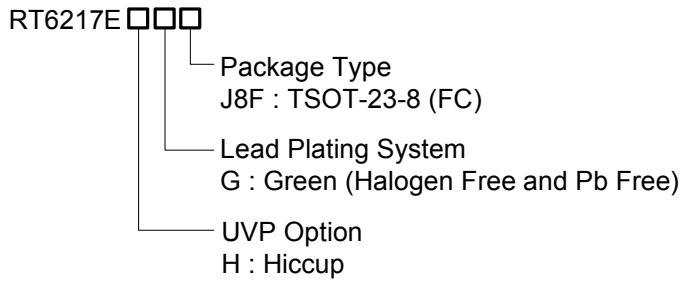 RT6217E
Package Type
J8F : TSOT-23-8 (FC)
Lead Plating System
G : Green (Halogen Free and Pb Free)
UVP Option
H : Hiccup